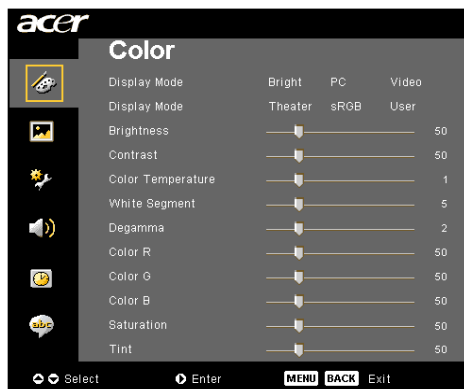 acer
Color
Display Mode Bright PC Video
Display Mode Theater sRGB User
Brightness 50
Contrast 50
Color Temperature 1
White Segment 5
Degamma 2
Color R 50
Color G 50
Color B 50
Saturation 50
Tint 50
abc
Select Enter MENU BACK Exit